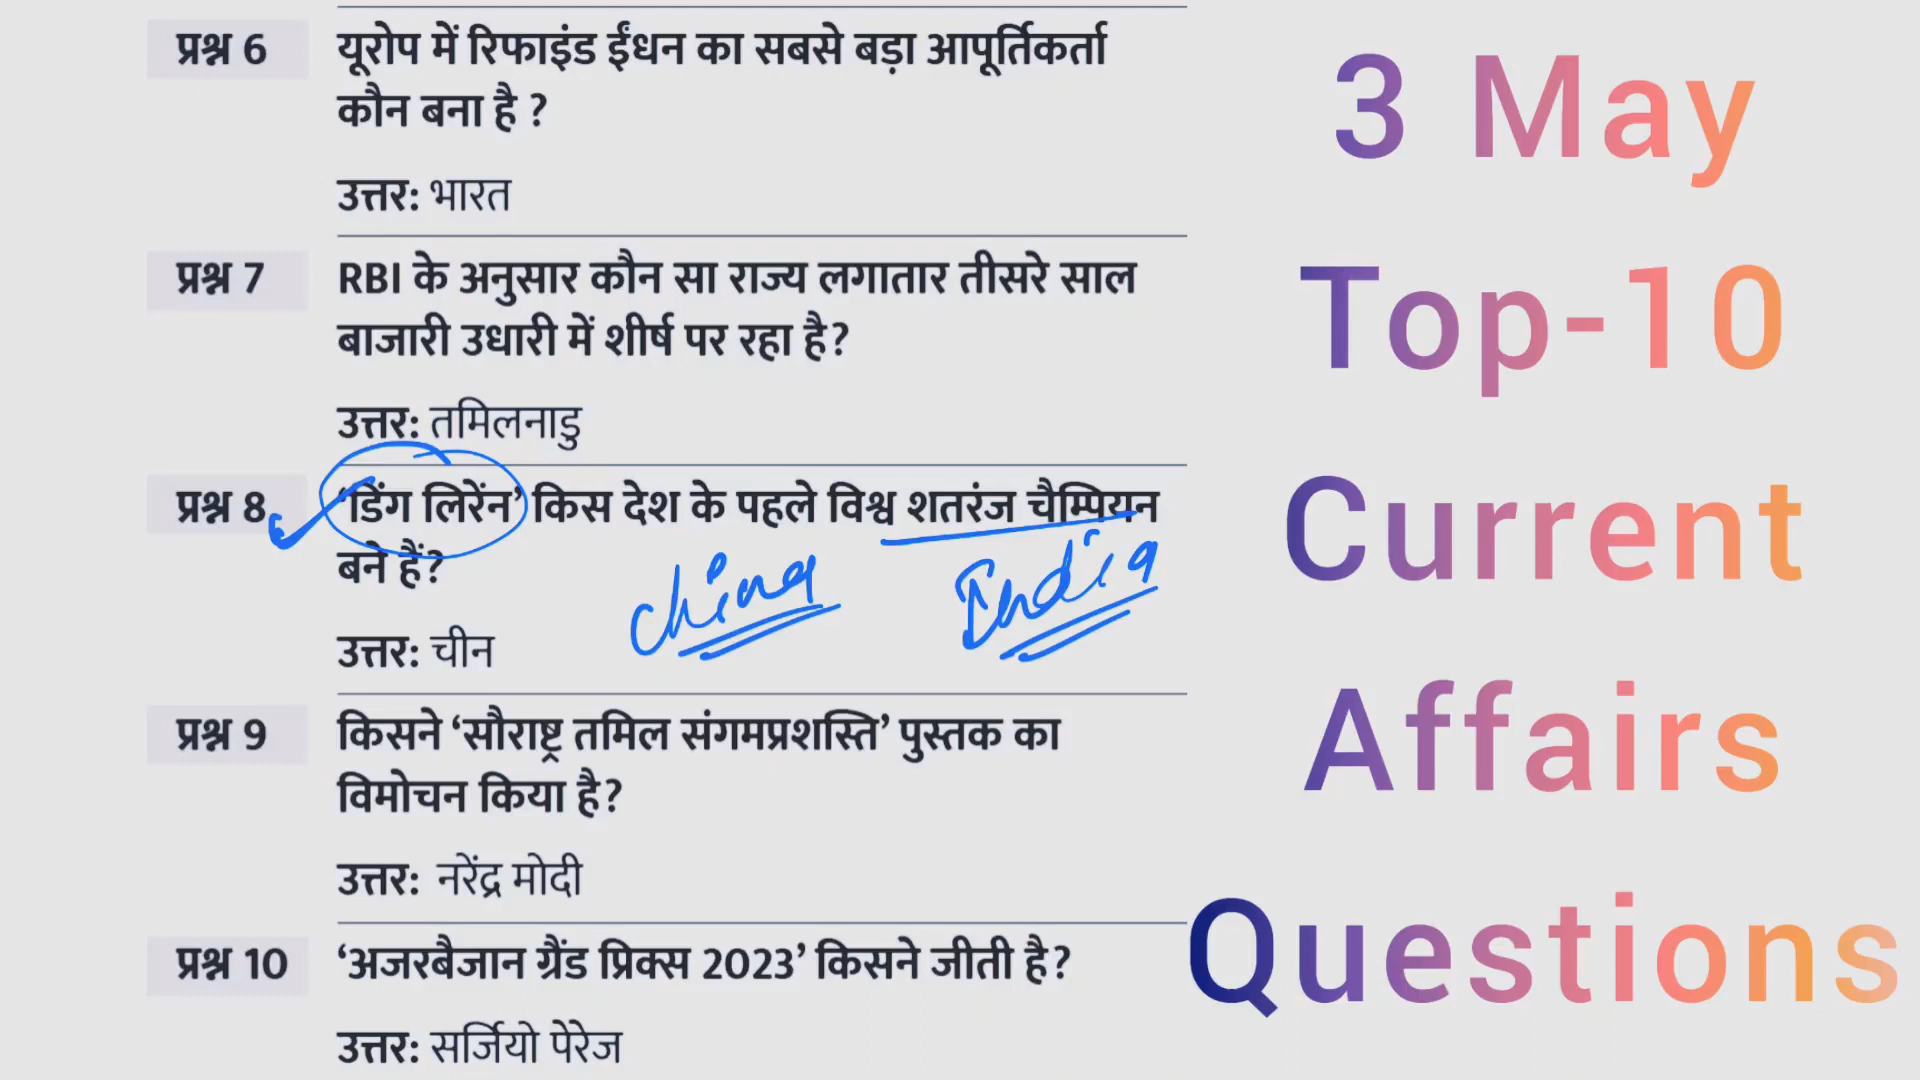 प्रश्न 6
यूरोप में रिफाइंड ईंधन का सबसे बड़ा आपूर्तिकर्ता
कौन बना है ?
उत्तर: भारत
प्रश्न 7
RBI के अनुसार कौन सा राज्य लगातार तीसरे साल
बाजारी उधारी में शीर्ष पर रहा है?
उत्तर: तमिलनाडु
प्रश्न 8
‘डिंग लिरेंन’ किस देश के पहले विश्व शतरंज चैम्पियन
बने हैं?
china India
उत्तर: चीन
प्रश्न 9
किसने ‘सौराष्ट्र तमिल संगमप्रशस्ति’ पुस्तक का
विमोचन किया है?
उत्तर: नरेंद्र मोदी
प्रश्न 10
‘अजरबैजान ग्रैंड प्रिक्स 2023’ किसने जीती है?
उत्तर: सर्जियो पेरेज
3 May
Top-10
Current
Affairs
Questions